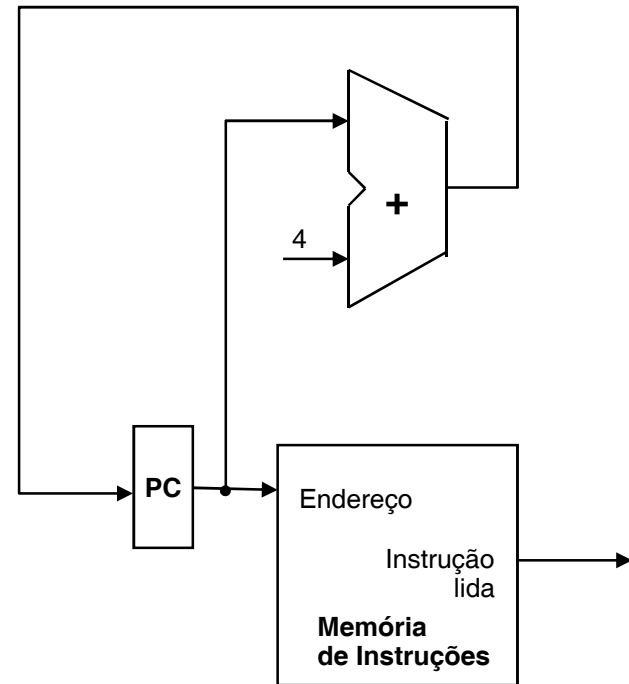 +
4
PC
Endereço
Instrução
lida
Memória
de Instruções